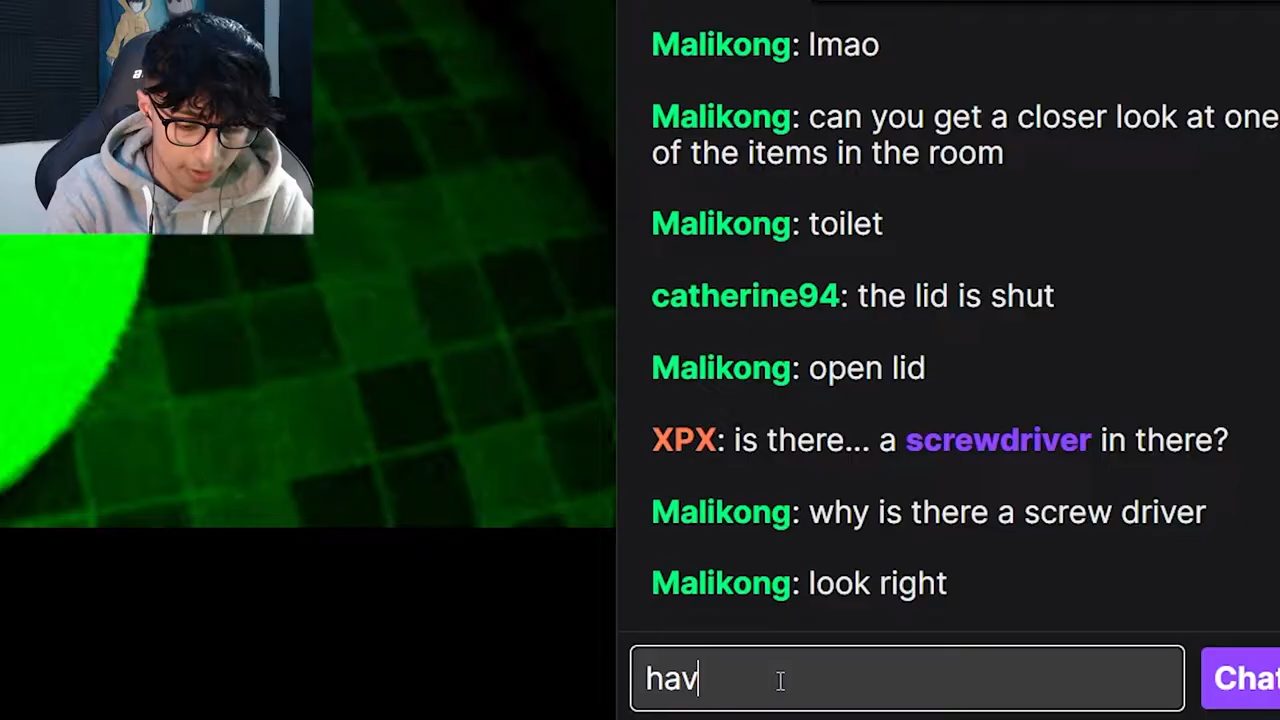 Malikong: lmao
Malikong: can you get a closer look at one
of the items in the room
Malikong: toilet
catherine94: the lid is shut
Malikong: open lid
XPX: is there... a screwdriver in there?
Malikong: why is there a screw driver
Malikong: look right
hav
Chat